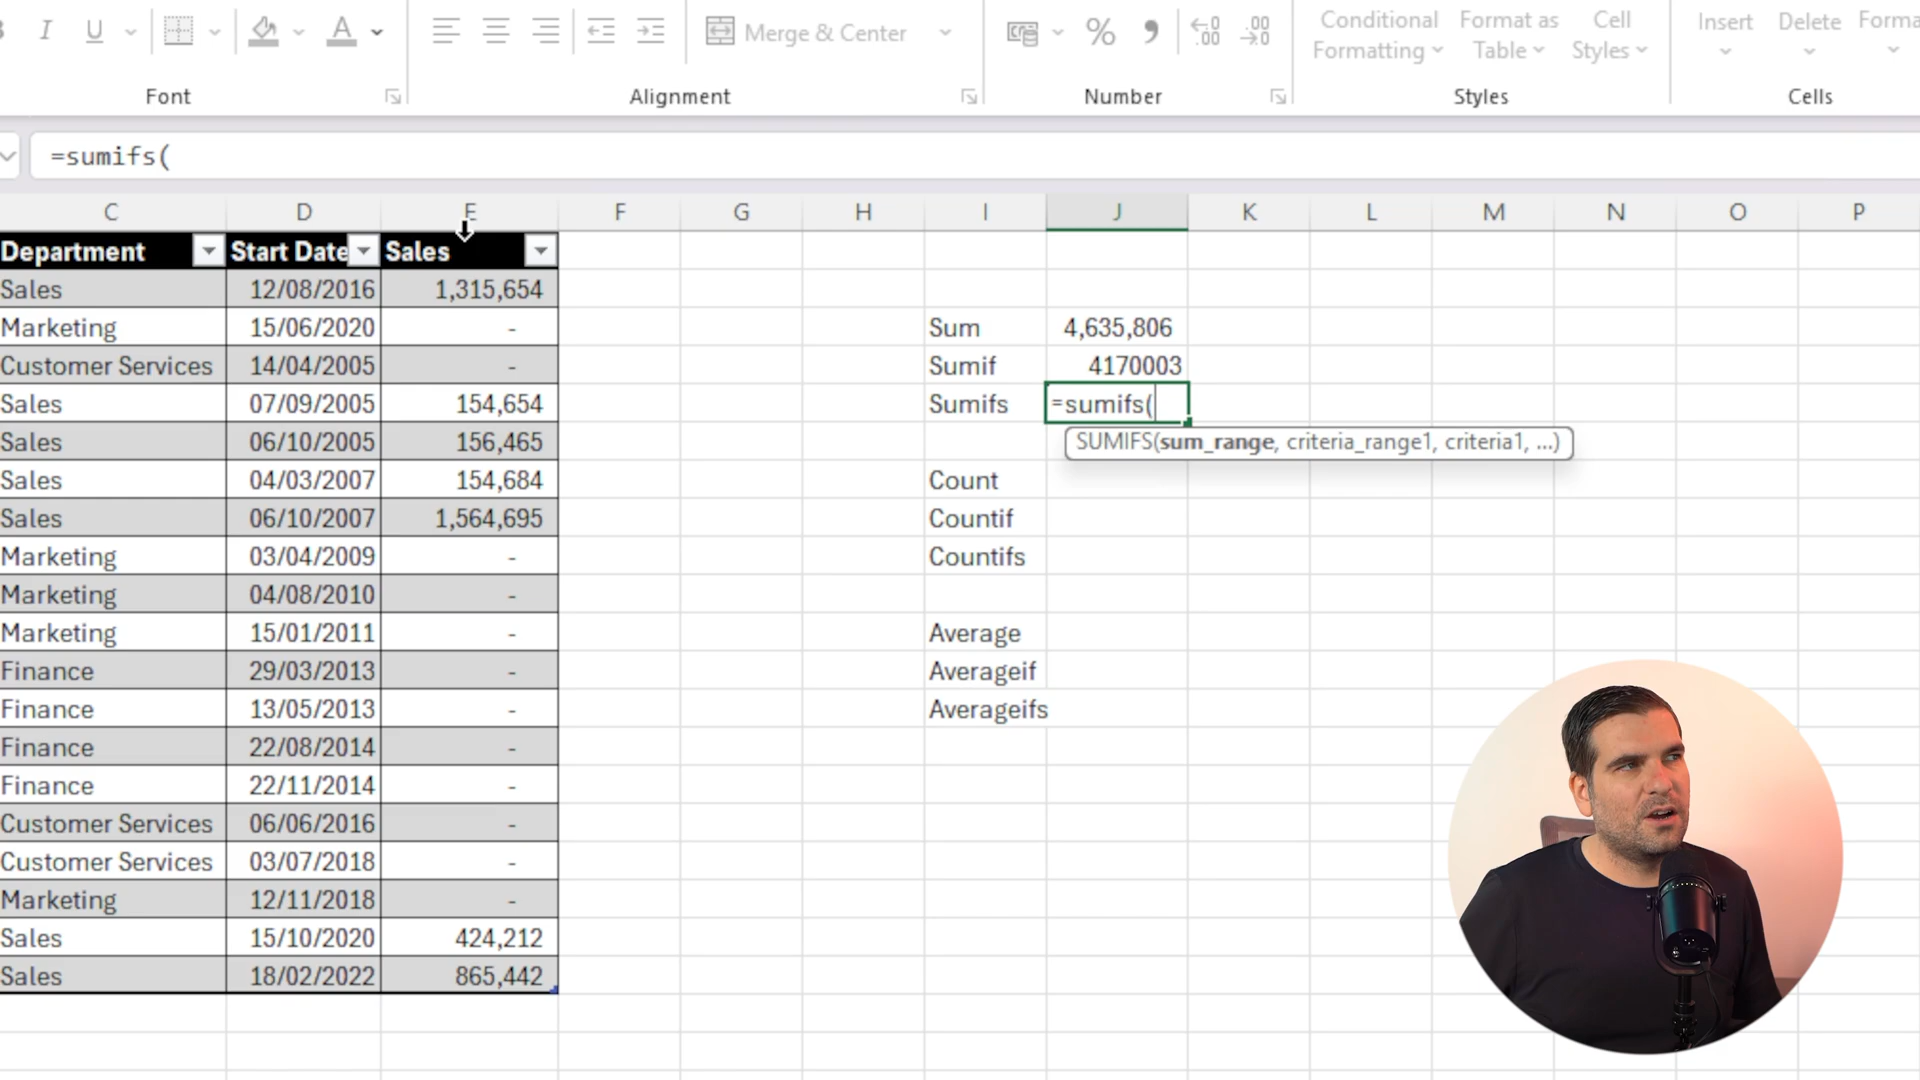 I U A Merge & Center % , .00 Conditional Formatting Format as Table Cell Styles Insert Delete
Font Alignment Number Styles Cells
=sumifs(
C D E F G H I J K L M N O P
Department Start Date Sales
Sales 12/08/2016 1,315,654
Marketing 15/06/2020 - Sum 4,635,806
Customer Services 14/04/2005 - Sumif 4170003
Sales 07/09/2005 154,654 Sumifs =sumifs(
Sales 06/10/2005 156,465 SUMIFS(sum_range, criteria_range1, criteria1, ...)
Sales 04/03/2007 154,684 Count
Sales 06/10/2007 1,564,695 Countif
Marketing 03/04/2009 - Countifs
Marketing 04/08/2010 -
Marketing 15/01/2011 - Average
Finance 29/03/2013 - Averageif
Finance 13/05/2013 - Averageifs
Finance 22/08/2014 -
Finance 22/11/2014 -
Customer Services 06/06/2016 -
Customer Services 03/07/2018 -
Marketing 12/11/2018 -
Sales 15/10/2020 424,212
Sales 18/02/2022 865,442